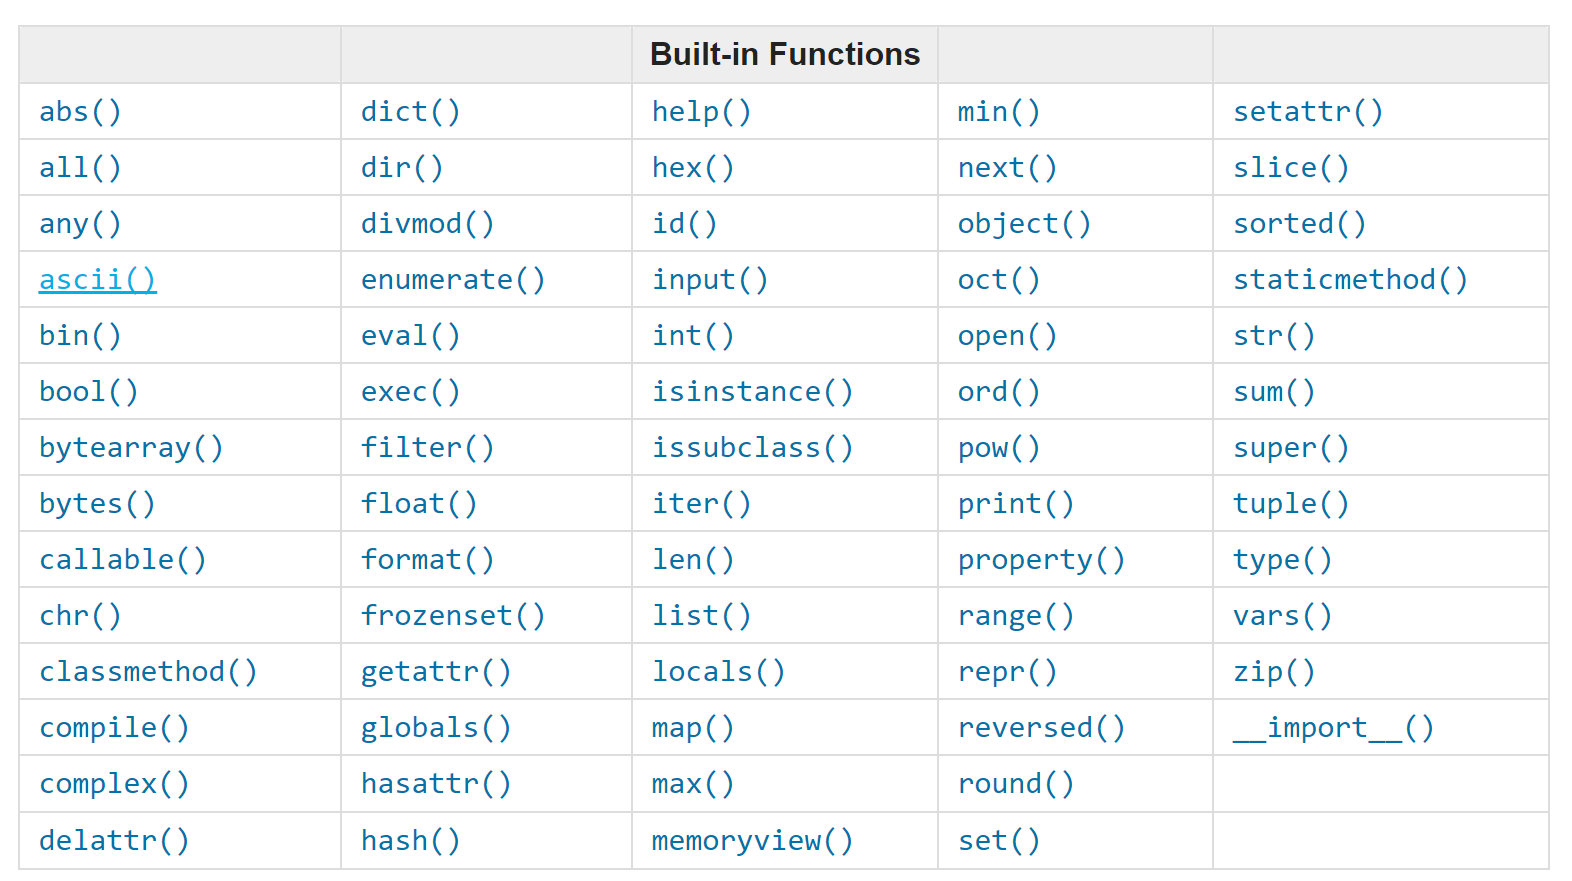 Built-in Functions
abs() dict() help() min() setattr()
all() dir() hex() next() slice()
any() divmod() id() object() sorted()
ascii() enumerate() input() oct() staticmethod()
bin() eval() int() open() str()
bool() exec() isinstance() ord() sum()
bytearray() filter() issubclass() pow() super()
bytes() float() iter() print() tuple()
callable() format() len() property() type()
chr() frozenset() list() range() vars()
classmethod() getattr() locals() repr() zip()
compile() globals() map() reversed() __import__()
complex() hasattr() max() round()
delattr() hash() memoryview() set()